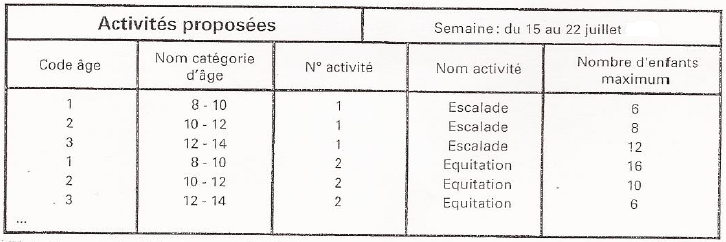 Activités proposées Semaine : du 15 au 22 juillet
Code âge Nom catégorie d'âge N° activité Nom activité Nombre d'enfants maximum
1 8 - 10 1 Escalade 6
2 10 - 12 1 Escalade 8
3 12 - 14 1 Escalade 12
1 8 - 10 2 Equitation 16
2 10 - 12 2 Equitation 10
3 12 - 14 2 Equitation 6
...